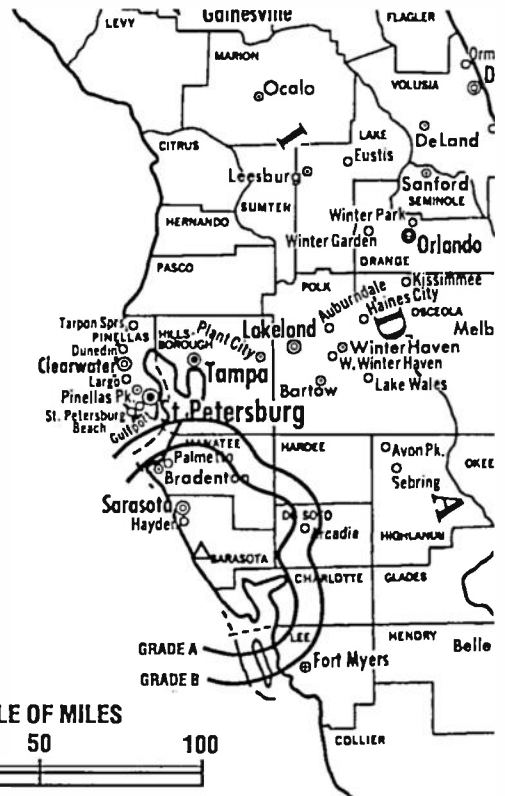 Gainesville
LEVY
FLAGLER
MARION
Orm
D
Ocalo
VOLUSIA
I
DeLand
CITRUS
LAKE
Eustis
Leesburg
Sanford
SEMINOLE
SUMTER
Winter Park
HERNANDO
Winter Garden
Orlando
ORANGE
PASCO
Kissimmee
POLK
Auburndale
Haines City
OSCEOLA
D
Tarpon Sprs
PINELLAS
HILLS-
BOROUGH
Plant City
Lakeland
Melb
Dunedin
Clearwater
Winter Haven
W. Winter Haven
Largo
Tampa
Bartow
Lake Wales
Pinellas Pk.
St. Petersburg
St. Petersburg
Beach
Gulfport
MANATEE
HARDEE
Avon Pk.
Palmetto
OKEE
Sebring
Bradenton
A
Sarasota
DE SOTO
Hayden
Arcadia
HIGHLANDS
SARASOTA
CHARLOTTE
GLADES
LEE
HENDRY
Belle
GRADE A
Fort Myers
GRADE B
LE OF MILES
50
100
COLLIER